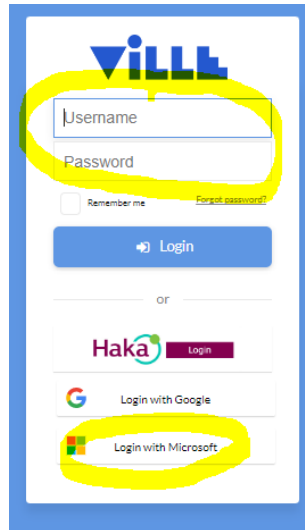 ViLLE
Username
Password
Remember me Forgot password?
Login
or
Haka Login
Login with Google
Login with Microsoft